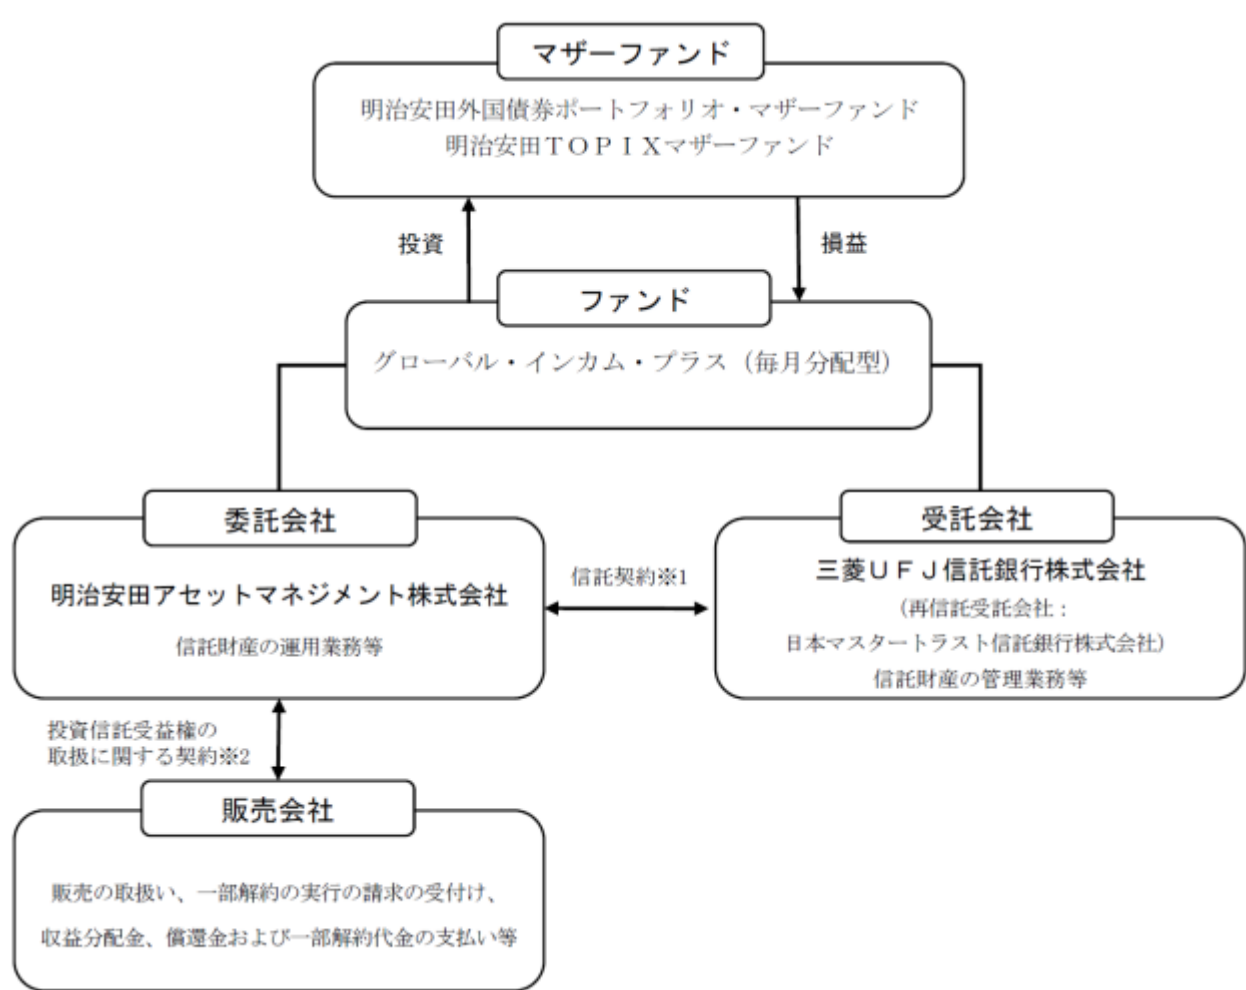 マザーファンド
明治安田外国債券ポートフォリオ・マザーファンド
明治安田ＴＯＰＩＸマザーファンド
投資
損益
ファンド
グローバル・インカム・プラス（毎月分配型）
委託会社
明治安田アセットマネジメント株式会社
信託財産の運用業務等
信託契約※1
受託会社
三菱ＵＦＪ信託銀行株式会社
（再信託受託会社：
日本マスタートラスト信託銀行株式会社）
信託財産の管理業務等
投資信託受益権の
取扱に関する契約※2
販売会社
販売の取扱い、一部解約の実行の請求の受付け、
収益分配金、償還金および一部解約代金の支払い等